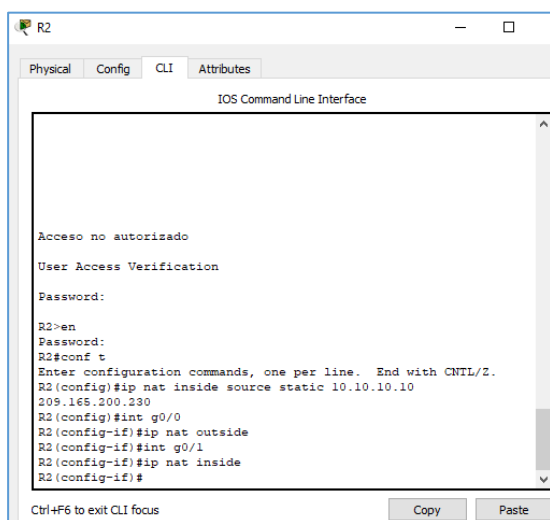 R2
Physical Config CLI Attributes
IOS Command Line Interface
Acceso no autorizado
User Access Verification
Password:
R2>en
Password:
R2#conf t
Enter configuration commands, one per line. End with CNTL/Z.
R2(config)#ip nat inside source static 10.10.10.10
209.165.200.230
R2(config)#int g0/0
R2(config-if)#ip nat outside
R2(config-if)#int g0/1
R2(config-if)#ip nat inside
R2(config-if)#
Ctrl+F6 to exit CLI focus Copy Paste